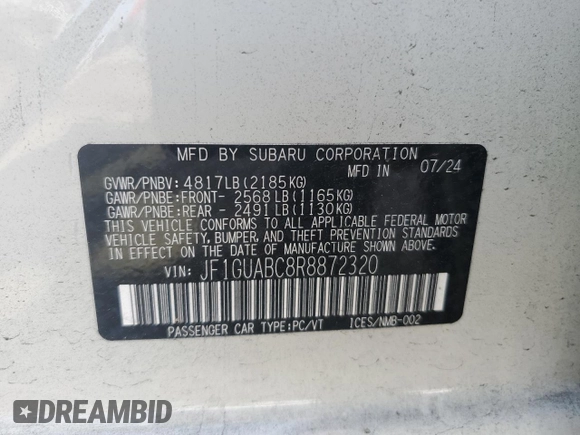 MFD BY SUBARU CORPORATION
MFD IN 07/24
GVWR/PNBV: 4817LB(2185KG)
GAWR/PNBE:FRONT- 2568LB(1165KG)
GAWR/PNBE:REAR - 2491LB(1130KG)
THIS VEHICLE CONFORMS TO ALL APPLICABLE FEDERAL MOTOR
VEHICLE SAFETY, BUMPER, AND THEFT PREVENTION STANDARDS
IN EFFECT ON THE DATE OF MANUFACTURE SHOWN ABOVE.
VIN: JF1GUABC8R8872320
PASSENGER CAR TYPE:PC/VT ICES/NMB-002
DREAMBID